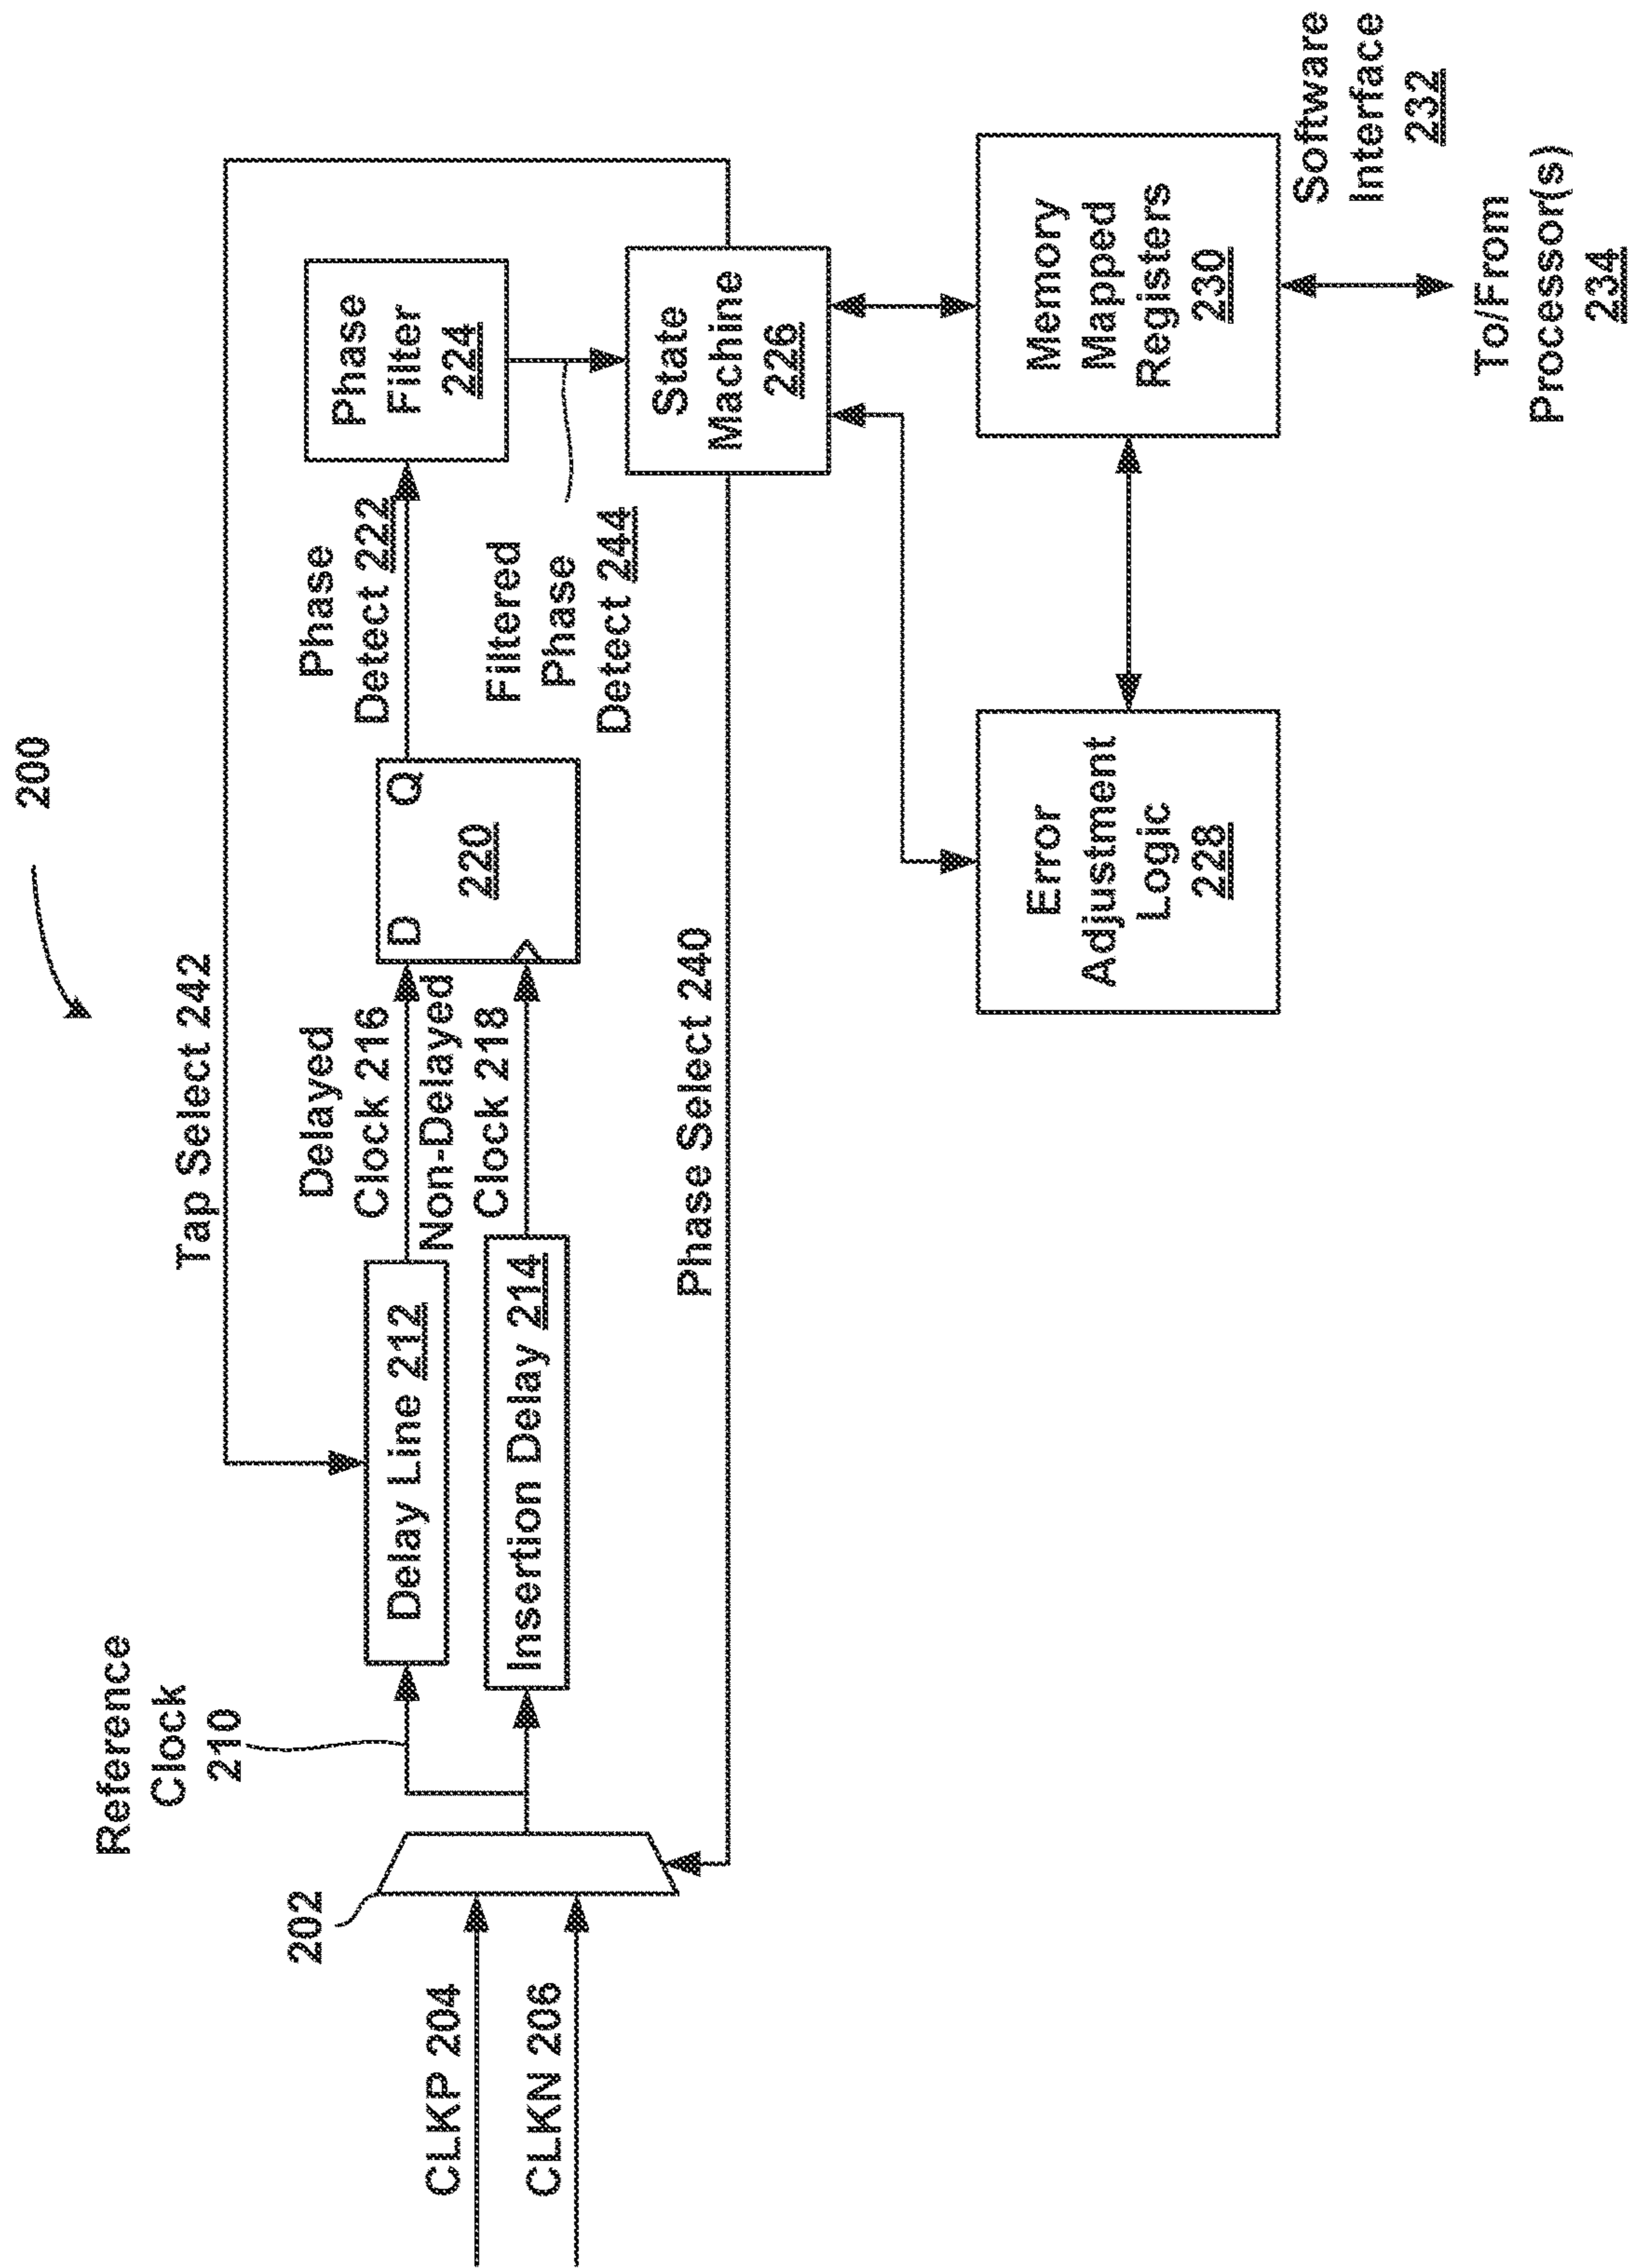 200
Tap Select 242
Reference
Clock
210
202
CLKP 204
CLKN 206
Delay Line 212
Insertion Delay 214
Delayed
Clock 216
Non-Delayed
Clock 218
D
Q
220
Phase
Detect 222
Phase
Filter
224
Filtered
Phase
Detect 244
Phase Select 240
State
Machine
226
Error
Adjustment
Logic
228
Memory
Mapped
Registers
230
Software
Interface
232
To/From
Processor(s)
234